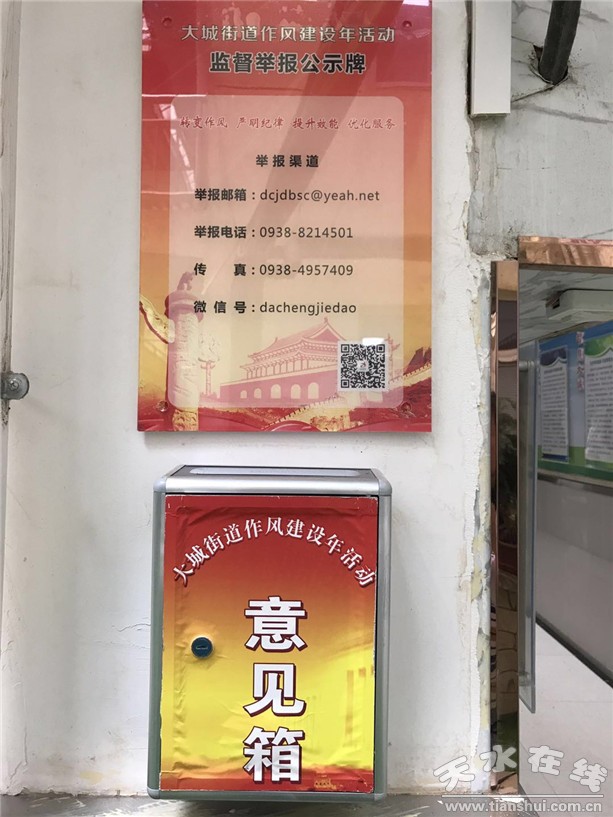 大城街道作风建设年活动
监督举报公示牌
转变作风 严明纪律 提升效能 优化服务
举报渠道
举报邮箱：dcjdbsc@yeah.net
举报电话：0938-8214501
传 真：0938-4957409
微 信 号：dachengjiedao
大城街道作风建设年活动
意见箱
天水在线
www.tianshui.com.cn